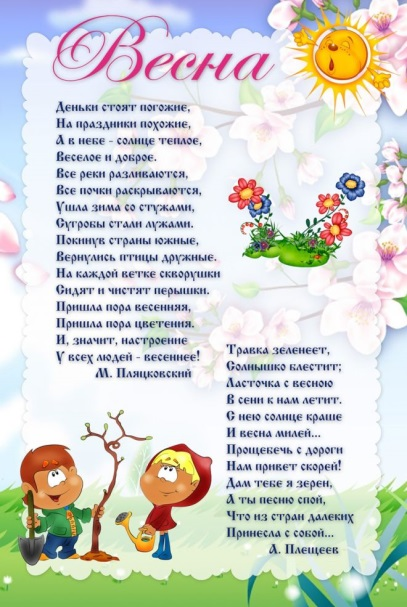 Весна
Деньки стоят погожие,
На праздники похожие,
А в небе - солнце теплое,
Веселое и доброе.
Все реки разливаются,
Все почки раскрываются,
Ушла зима со стужами,
Сугробы стали лужами.
Покинув страны южные,
Вернулись птицы дружные.
На каждой ветке скворушки
Сидят и чистят перышки.
Пришла пора весенняя,
Пришла пора цветения.
И, значит, настроение
У всех людей - весеннее!
М. Пляцковский
Травка зеленеет,
Солнышко блестит;
Ласточка с весною
В сени к нам летит.
С нею солнце краше
И весна милей...
Прощебечь с дороги
Нам привет скорей!
Дам тебе я зерен,
А ты песню спой,
Что из стран далеких
Принесла с собой...
А. Плещеев